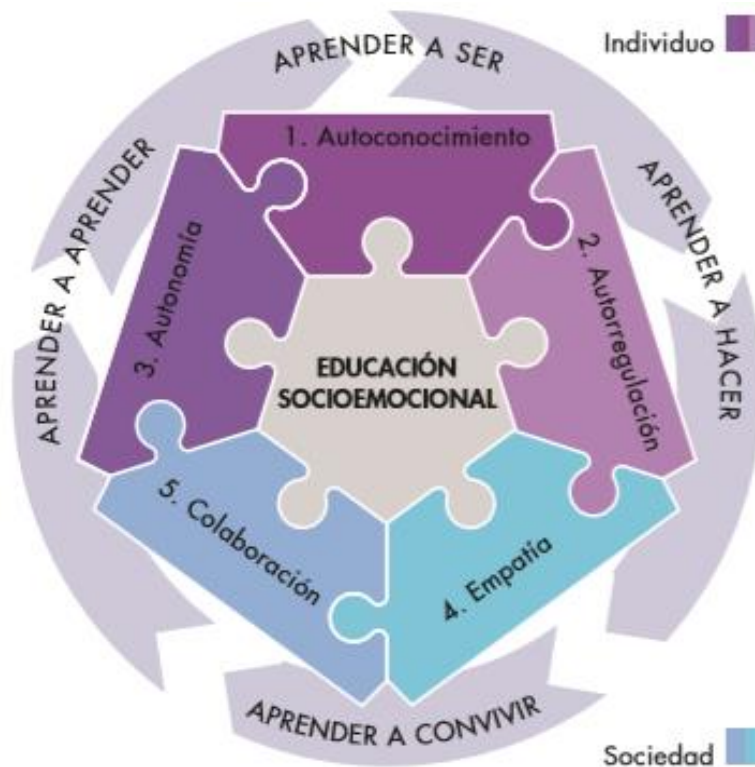 APRENDER A SER
Individuo
1. Autoconocimiento
APRENDER A APRENDER
APRENDER A HACER
3. Autonomía
2. Autorregulación
EDUCACIÓN
SOCIOEMOCIONAL
5. Colaboración
4. Empatía
APRENDER A CONVIVIR
Sociedad